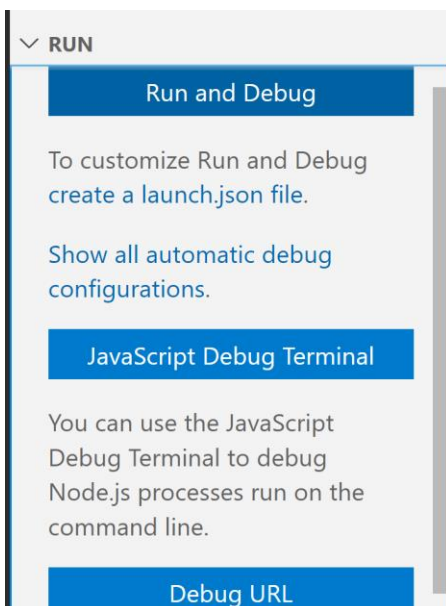 RUN
Run and Debug
To customize Run and Debug
create a launch.json file.
Show all automatic debug
configurations.
JavaScript Debug Terminal
You can use the JavaScript
Debug Terminal to debug
Node.js processes run on the
command line.
Debug URL